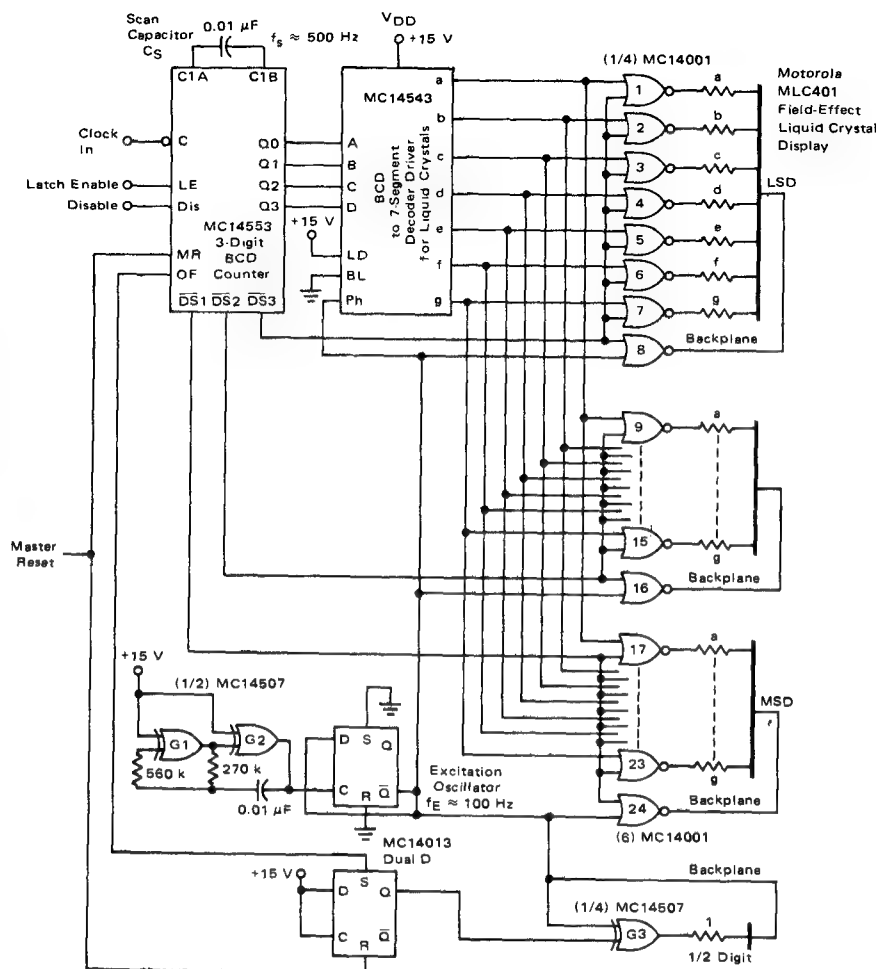 Scan
Capacitor
CS
0.01 µF
fs ≈ 500 Hz
VDD
+15 V
C1A
C1B
MC14543
BCD
to 7-Segment
Decoder Driver
for Liquid Crystals
(1/4) MC14001
Motorola
MLC401
Field-Effect
Liquid Crystal
Display
Clock
In
C
Q0
Q1
Q2
Q3
A
B
C
D
Latch Enable
LE
Disable
Dis
MC14553
3-Digit
BCD
Counter
+15 V
LD
BL
Ph
MR
OF
DS1
DS2
DS3
a
b
c
d
e
f
g
1
2
3
4
5
6
7
8
a
b
c
d
e
f
g
LSD
Backplane
9
a
15
g
16
Backplane
Master
Reset
17
a
MSD
23
g
24
Backplane
(6) MC14001
+15 V
(1/2) MC14507
G1
G2
560 k
270 k
0.01 µF
D
S
Q
C
R
Q
Excitation
Oscillator
fE ≈ 100 Hz
MC14013
Dual D
+15 V
D
S
Q
C
R
Q
Backplane
(1/4) MC14507
G3
1
1/2 Digit